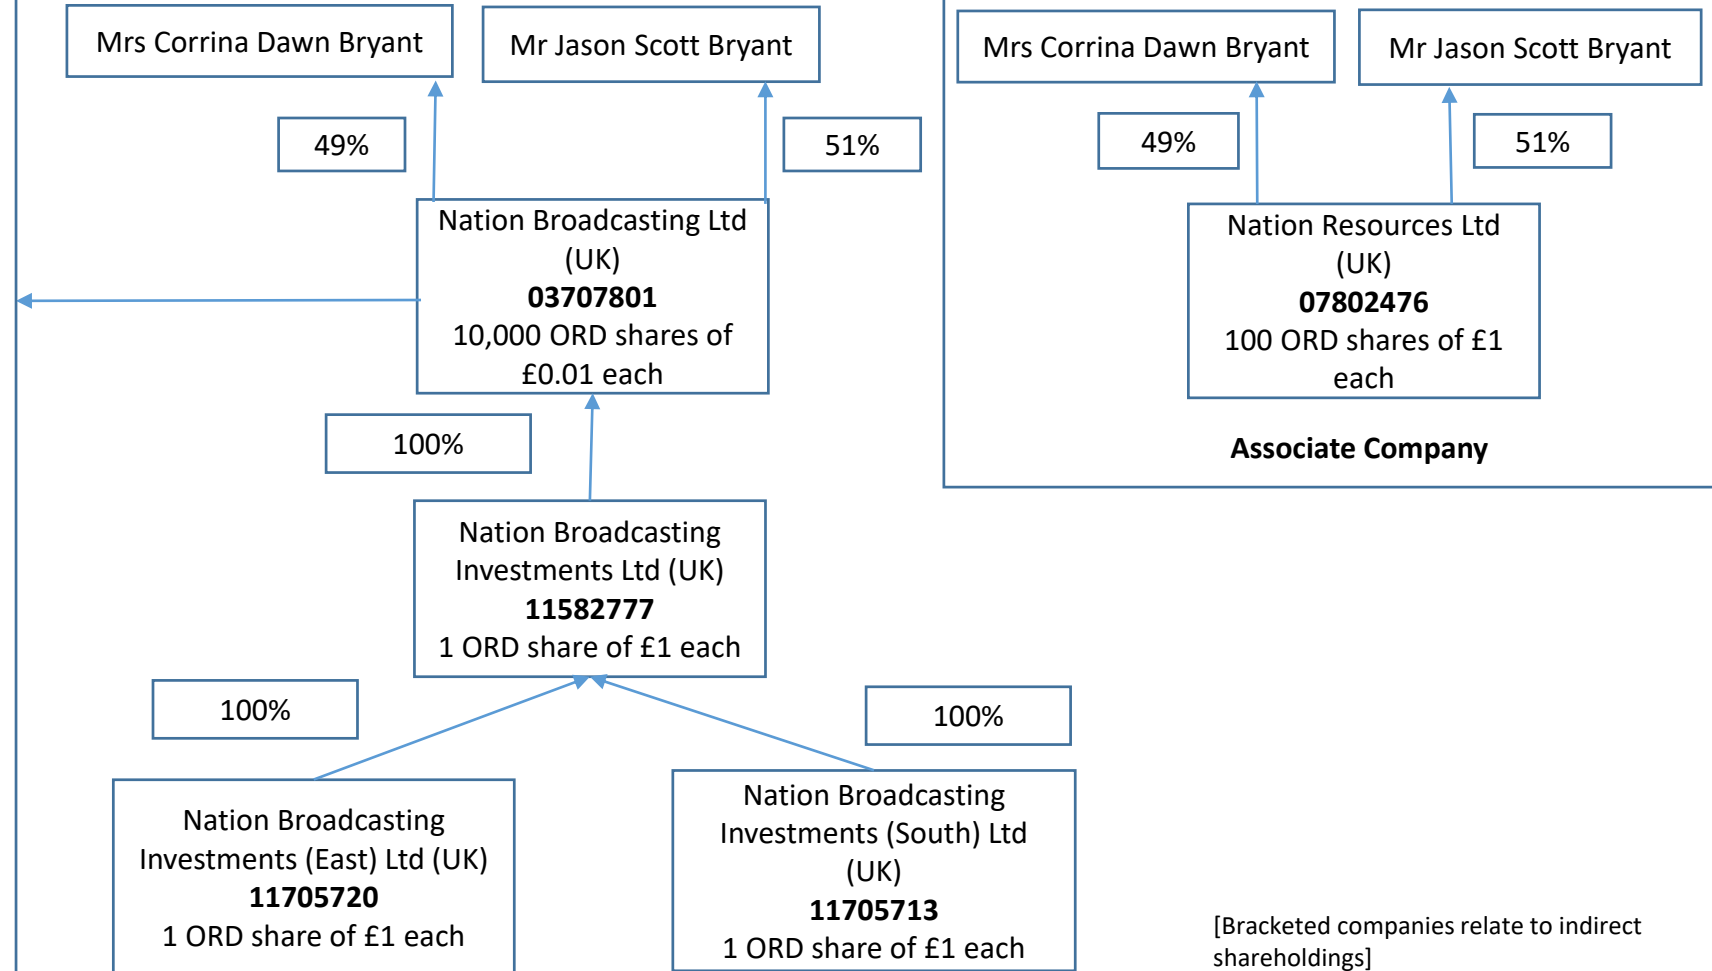 Mrs Corrina Dawn Bryant
Mr Jason Scott Bryant
49%
51%
Nation Broadcasting Ltd
(UK)
03707801
10,000 ORD shares of
£0.01 each
100%
Nation Broadcasting
Investments Ltd (UK)
11582777
1 ORD share of £1 each
100%
100%
Nation Broadcasting
Investments (East) Ltd (UK)
11705720
1 ORD share of £1 each
Nation Broadcasting
Investments (South) Ltd
(UK)
11705713
1 ORD share of £1 each
Mrs Corrina Dawn Bryant
Mr Jason Scott Bryant
49%
51%
Nation Resources Ltd
(UK)
07802476
100 ORD shares of £1
each
Associate Company
[Bracketed companies relate to indirect
shareholdings]